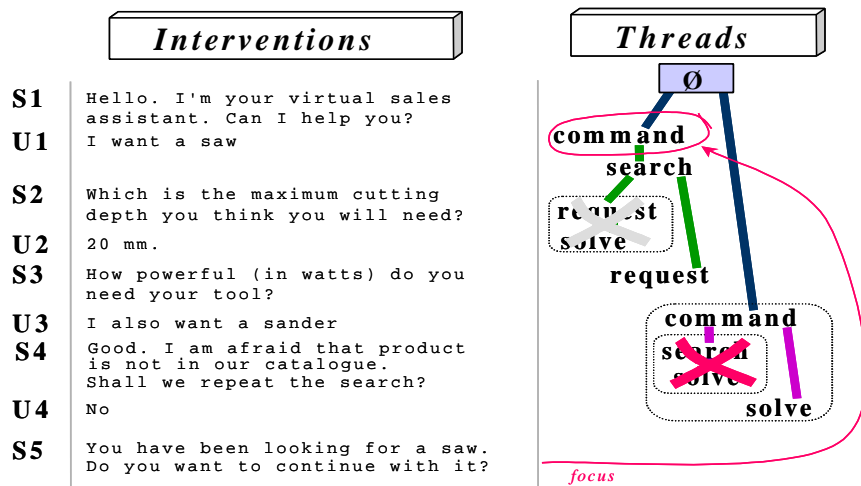 Interventions
Threads
Ø
S1 Hello. I'm your virtual sales
assistant. Can I help you?
U1 I want a saw
command
search
S2 Which is the maximum cutting
depth you think you will need?
request
solve
U2 20 mm.
S3 How powerful (in watts) do you
need your tool?
request
U3 I also want a sander
command
S4 Good. I am afraid that product
is not in our catalogue.
Shall we repeat the search?
search
solve
U4 No
solve
S5 You have been looking for a saw.
Do you want to continue with it?
focus